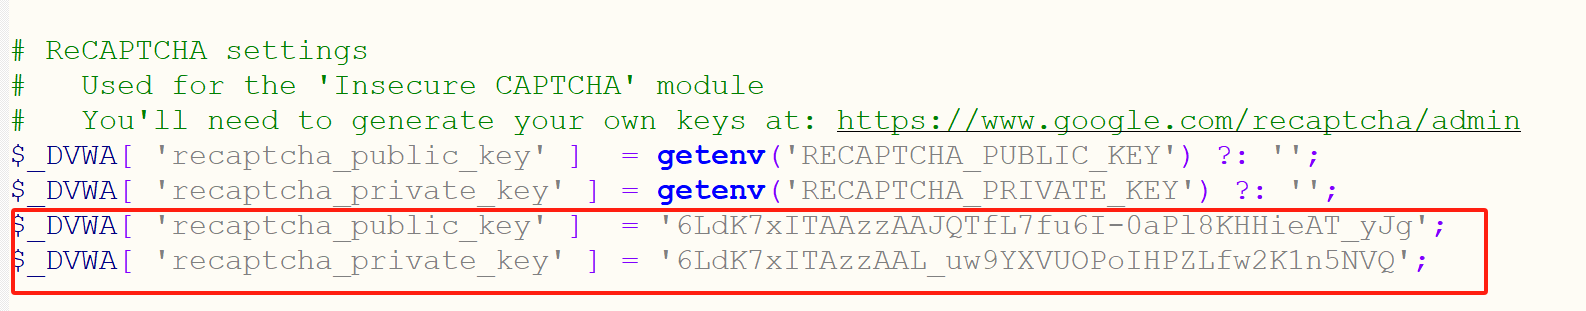 # ReCAPTCHA settings
#   Used for the 'Insecure CAPTCHA' module
#   You'll need to generate your own keys at: https://www.google.com/recaptcha/admin
$_DVWA[ 'recaptcha_public_key' ]  = getenv('RECAPTCHA_PUBLIC_KEY') ?: '';
$_DVWA[ 'recaptcha_private_key' ] = getenv('RECAPTCHA_PRIVATE_KEY') ?: '';
$_DVWA[ 'recaptcha_public_key' ]  = '6LdK7xITAAzzAAJQTfL7fu6I-0aPl8KHHieAT_yJg';
$_DVWA[ 'recaptcha_private_key' ] = '6LdK7xITAzzAAL_uw9YXVUOPoIHPZLfw2K1n5NVQ';